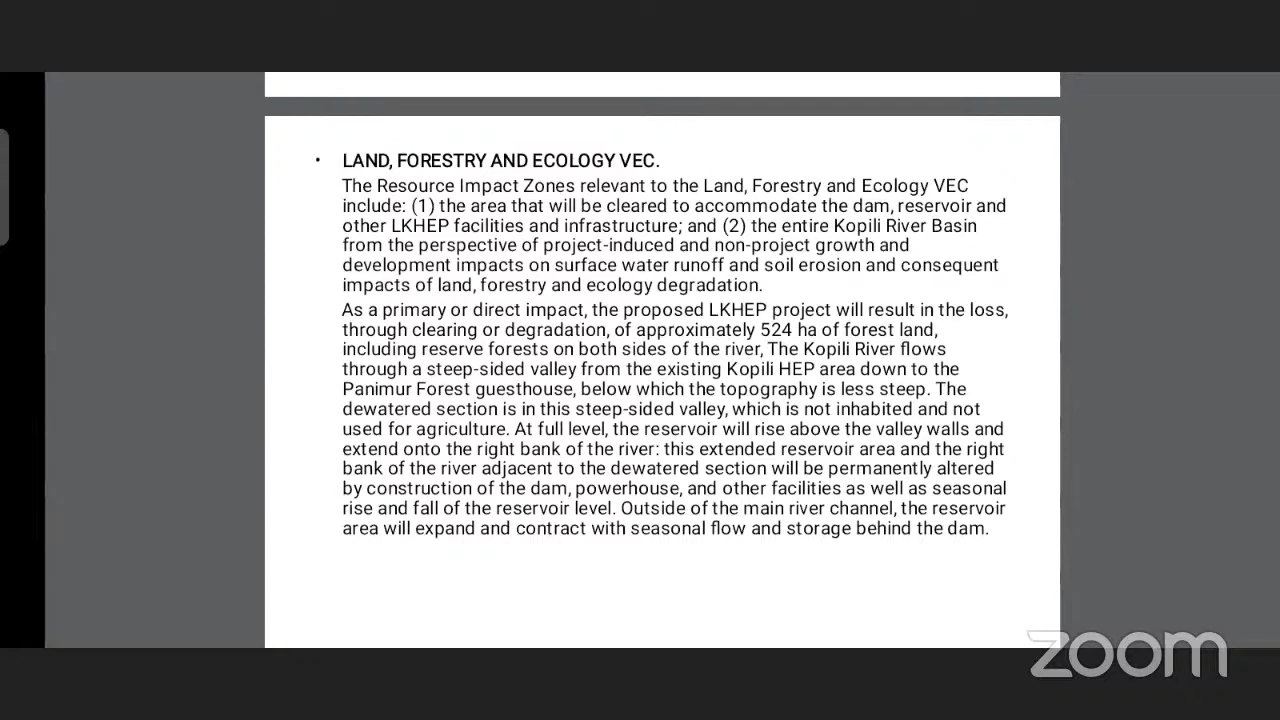 • LAND, FORESTRY AND ECOLOGY VEC.
The Resource Impact Zones relevant to the Land, Forestry and Ecology VEC
include: (1) the area that will be cleared to accommodate the dam, reservoir and
other LKHEP facilities and infrastructure; and (2) the entire Kopili River Basin
from the perspective of project-induced and non-project growth and
development impacts on surface water runoff and soil erosion and consequent
impacts of land, forestry and ecology degradation.
As a primary or direct impact, the proposed LKHEP project will result in the loss,
through clearing or degradation, of approximately 524 ha of forest land,
including reserve forests on both sides of the river, The Kopili River flows
through a steep-sided valley from the existing Kopili HEP area down to the
Panimur Forest guesthouse, below which the topography is less steep. The
dewatered section is in this steep-sided valley, which is not inhabited and not
used for agriculture. At full level, the reservoir will rise above the valley walls and
extend onto the right bank of the river: this extended reservoir area and the right
bank of the river adjacent to the dewatered section will be permanently altered
by construction of the dam, powerhouse, and other facilities as well as seasonal
rise and fall of the reservoir level. Outside of the main river channel, the reservoir
area will expand and contract with seasonal flow and storage behind the dam.
zoom